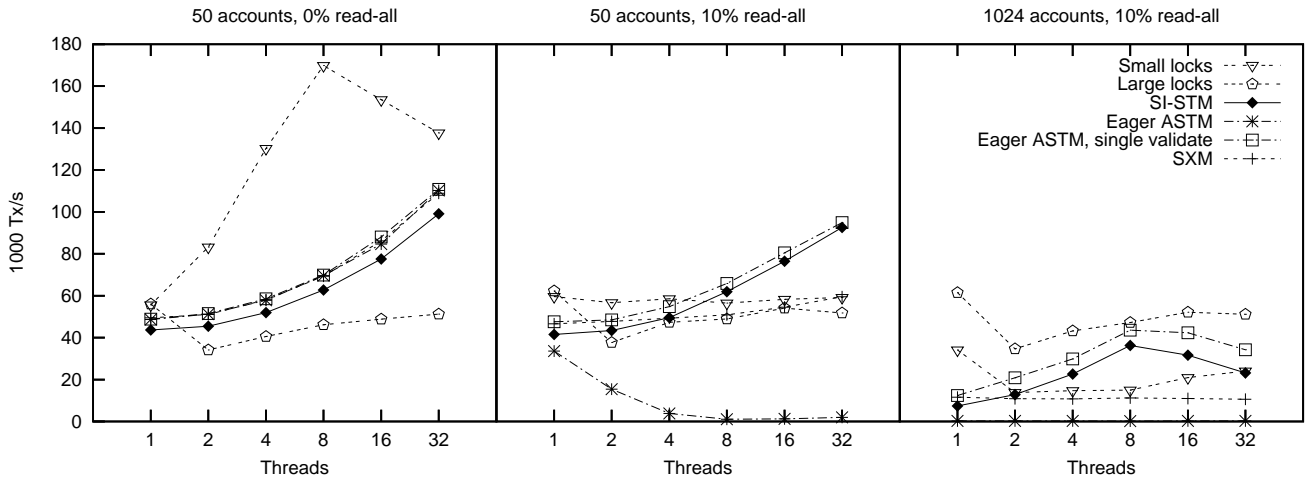 50 accounts, 0% read-all
50 accounts, 10% read-all
1024 accounts, 10% read-all
180
160
140
120
100
80
60
40
20
0
1000 Tx/s
Small locks
Large locks
SI-STM
Eager ASTM
Eager ASTM, single validate
SXM
1 2 4 8 16 32
1 2 4 8 16 32
1 2 4 8 16 32
Threads
Threads
Threads